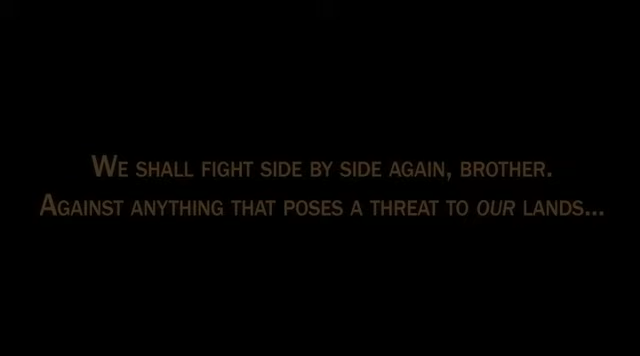 We shall fight side by side again, brother.
Against anything that poses a threat to our lands...